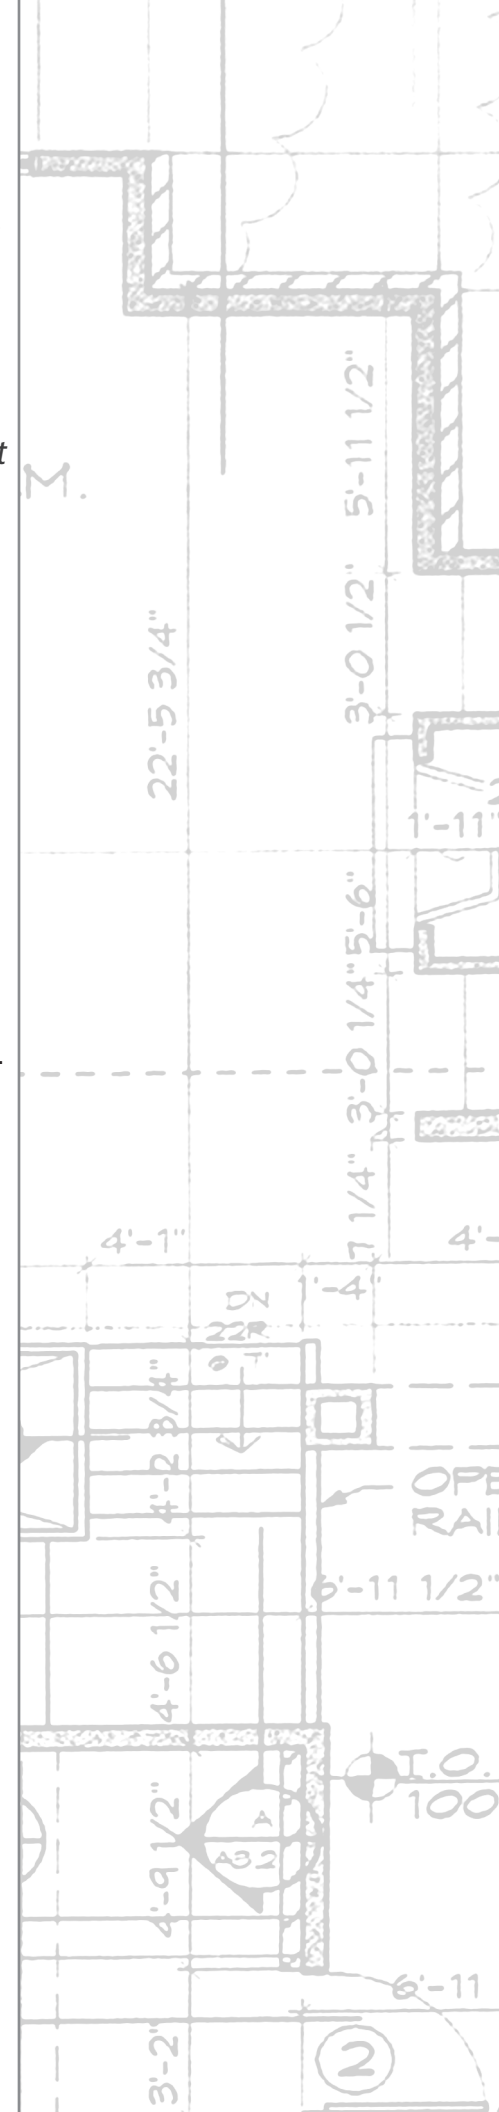 t
M.
5'-11 1/2"
3'-0 1/2"
22'-5 3/4"
1'-11"
5'-6"
3'-0 1/4"
7 1/4"
4'-1"
4'-
1'-4"
DN
22R
@ 7"
4'-2 3/4"
OPE
RAI
6'-11 1/2"
4'-6 1/2"
T.O.
100
A
A3.2
4'-9 1/2"
6'-11
2
3'-2"